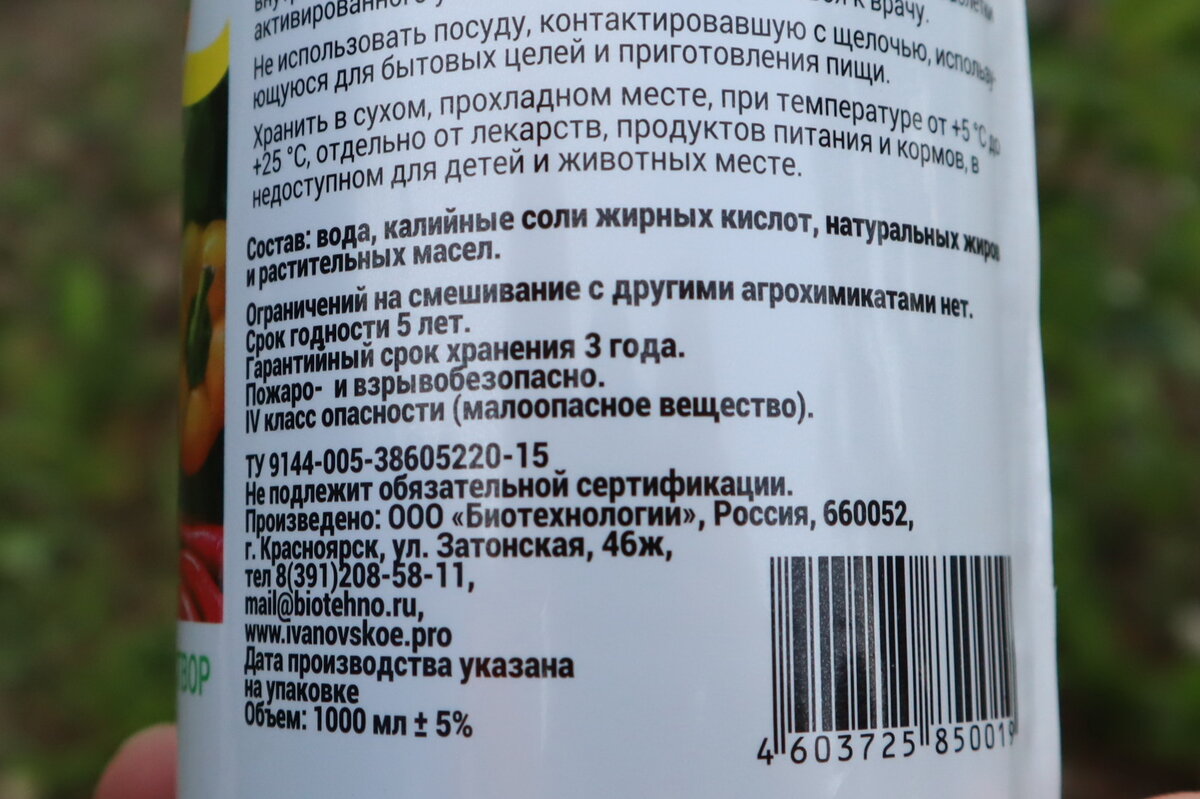 активированного
к врачу.
Не использовать посуду, контактировавшую с щелочью, использу-
ющуюся для бытовых целей и приготовления пищи.
Хранить в сухом, прохладном месте, при температуре от +5 °С до
+25 °С, отдельно от лекарств, продуктов питания и кормов, в
недоступном для детей и животных месте.
Состав: вода, калийные соли жирных кислот, натуральных жиров
и растительных масел.
Ограничений на смешивание с другими агрохимикатами нет.
Срок годности 5 лет.
Гарантийный срок хранения 3 года.
Пожаро- и взрывобезопасно.
IV класс опасности (малоопасное вещество).
ТУ 9144-005-38605220-15
Не подлежит обязательной сертификации.
Произведено: ООО «Биотехнологии», Россия, 660052,
г. Красноярск, ул. Затонская, 46ж,
тел 8(391)208-58-11,
mail@biotehno.ru,
www.ivanovskoe.pro
Дата производства указана
на упаковке
Объем: 1000 мл ± 5%
ТВОР
4 603725 850019